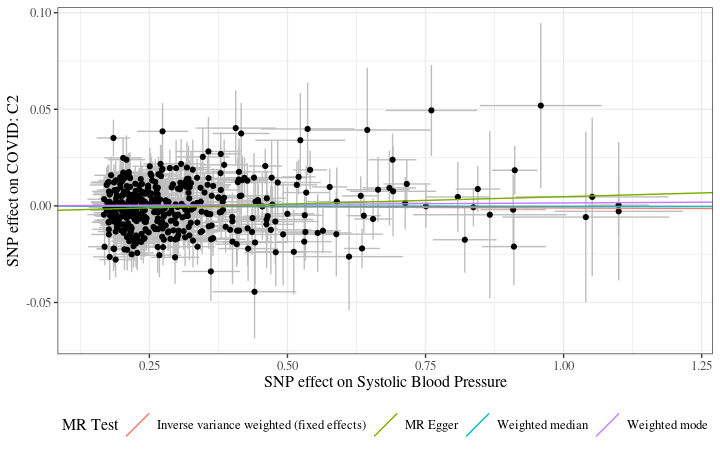 0.10
0.05
0.00
-0.05
SNP effect on COVID: C2
0.25
0.50
0.75
1.00
1.25
SNP effect on Systolic Blood Pressure
MR Test
Inverse variance weighted (fixed effects)
MR Egger
Weighted median
Weighted mode